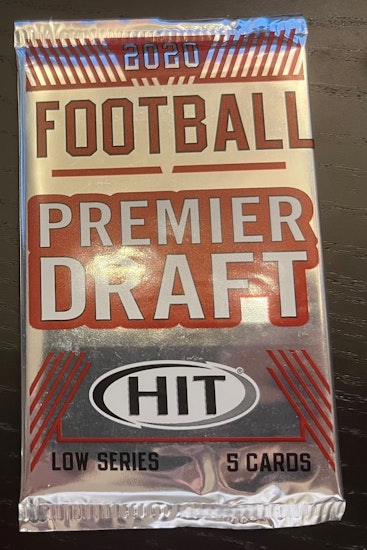 2020
FOOTBALL
PREMIER
DRAFT
HIT®
LOW SERIES 5 CARDS